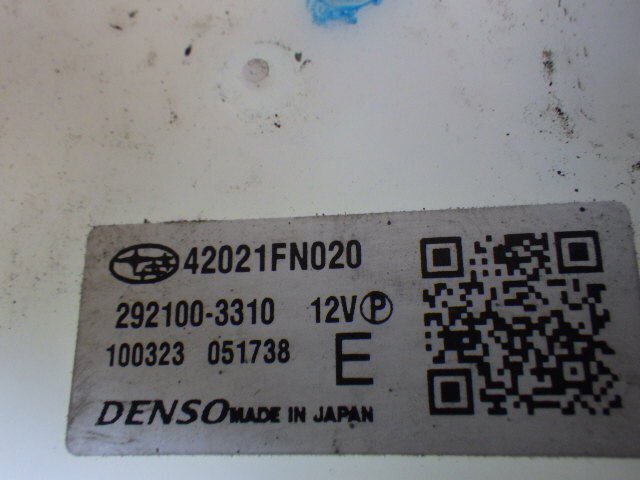 42021FN020
292100-3310 12V P
100323 051738 E
DENSO MADE IN JAPAN